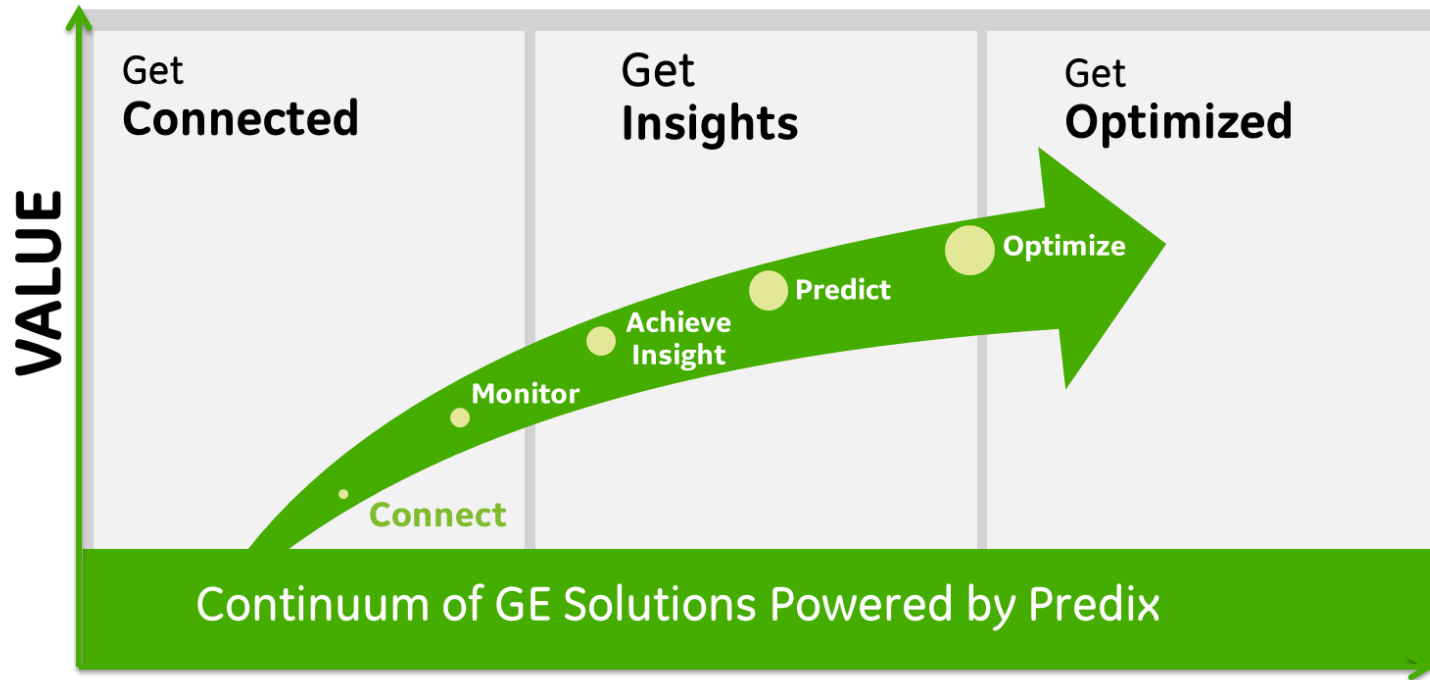 Get
Connected
Get
Insights
Get
Optimized
VALUE
Optimize
Predict
Achieve
Insight
Monitor
Connect
Continuum of GE Solutions Powered by Predix